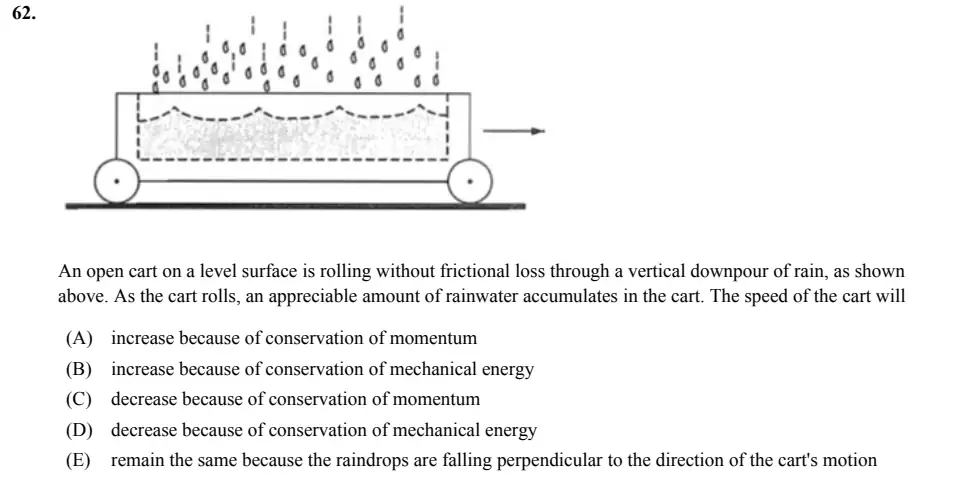 62.
An open cart on a level surface is rolling without frictional loss through a vertical downpour of rain, as shown
above. As the cart rolls, an appreciable amount of rainwater accumulates in the cart. The speed of the cart will
(A) increase because of conservation of momentum
(B) increase because of conservation of mechanical energy
(C) decrease because of conservation of momentum
(D) decrease because of conservation of mechanical energy
(E) remain the same because the raindrops are falling perpendicular to the direction of the cart's motion